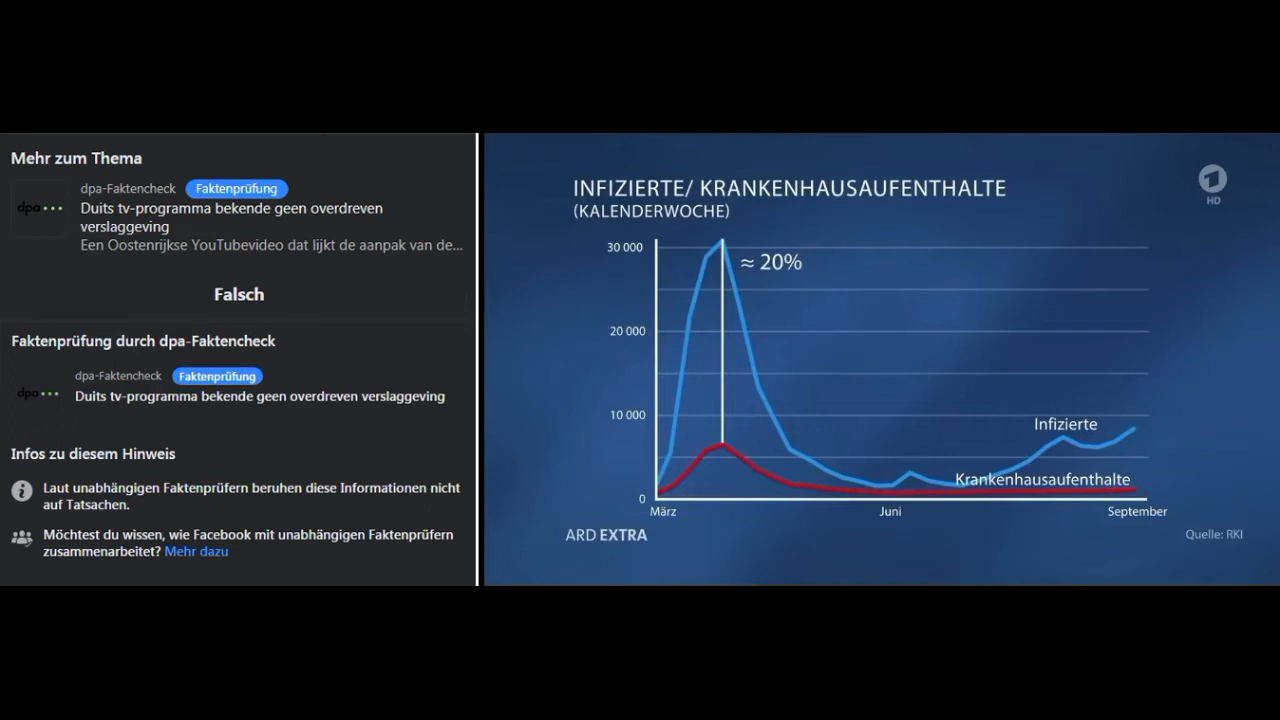 Mehr zum Thema
dpa-Faktencheck Faktenprüfung
dpa•••
Duits tv-programma bekende geen overdreven
verslaggeving
Een Oostenrijkse YouTubevideo dat lijkt de aanpak van de...
Falsch
Faktenprüfung durch dpa-Faktencheck
dpa-Faktencheck Faktenprüfung
dpa•••
Duits tv-programma bekende geen overdreven verslaggeving
Infos zu diesem Hinweis
Laut unabhängigen Faktenprüfern beruhen diese Informationen nicht
auf Tatsachen.
Möchtest du wissen, wie Facebook mit unabhängigen Faktenprüfern
zusammenarbeitet? Mehr dazu
INFIZIERTE/ KRANKENHAUSAUFENTHALTE
(KALENDERWOCHE)
1
HD
30 000
≈ 20%
20 000
10 000
Infizierte
Krankenhausaufenthalte
0
März
Juni
September
ARD EXTRA
Quelle: RKI